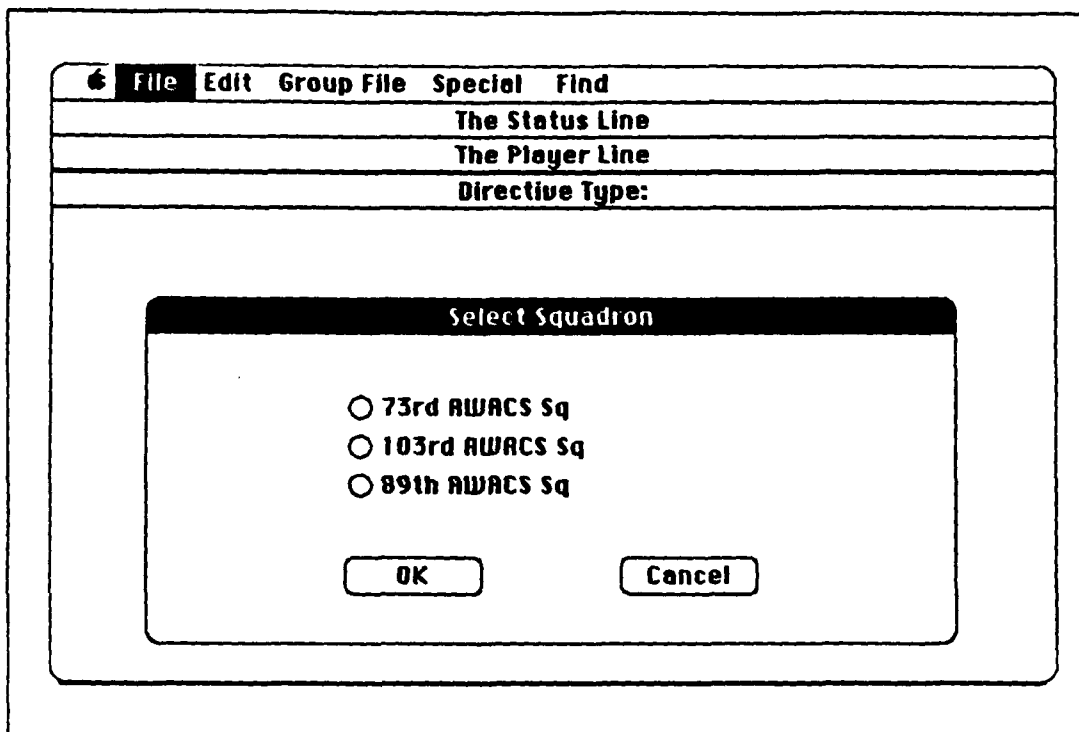 File Edit Group File Special Find
The Status Line
The Player Line
Directive Type:
Select Squadron
73rd AWACS Sq
103rd AWACS Sq
89th AWACS Sq
OK Cancel